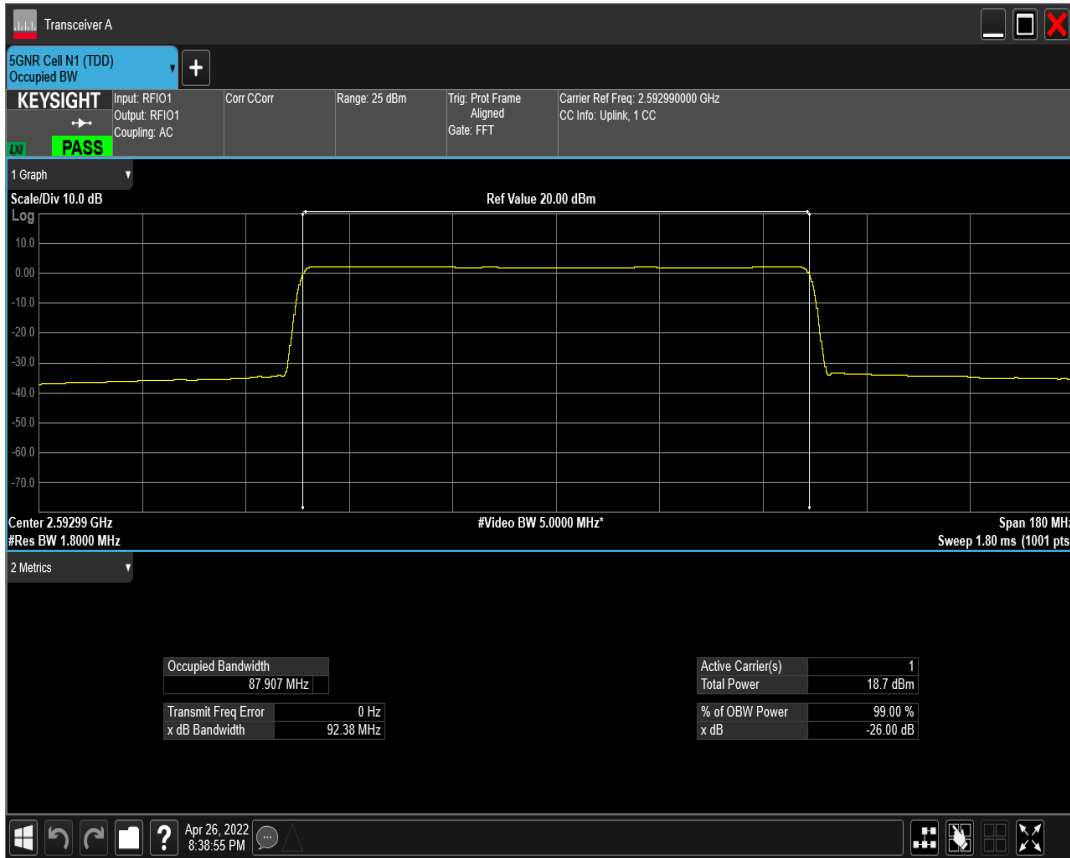 Transceiver A
5GNR Cell N1 (TDD)
Occupied BW
KEYSIGHT
LXI
PASS
Input: RFIO1
Output: RFIO1
Coupling: AC
Corr CCorr
Range: 25 dBm
Trig: Prot Frame
Aligned
Gate: FFT
Carrier Ref Freq: 2.592990000 GHz
CC Info: Uplink, 1 CC
1 Graph
Scale/Div 10.0 dB
Ref Value 20.00 dBm
Log
10.0
0.00
-10.0
-20.0
-30.0
-40.0
-50.0
-60.0
-70.0
Center 2.59299 GHz
#Video BW 5.0000 MHz*
Span 180 MHz
#Res BW 1.8000 MHz
Sweep 1.80 ms (1001 pts
2 Metrics
Occupied Bandwidth
87.907 MHz
Transmit Freq Error 0 Hz
x dB Bandwidth 92.38 MHz
Active Carrier(s) 1
Total Power 18.7 dBm
% of OBW Power 99.00 %
x dB -26.00 dB
?
Apr 26, 2022
8:38:55 PM